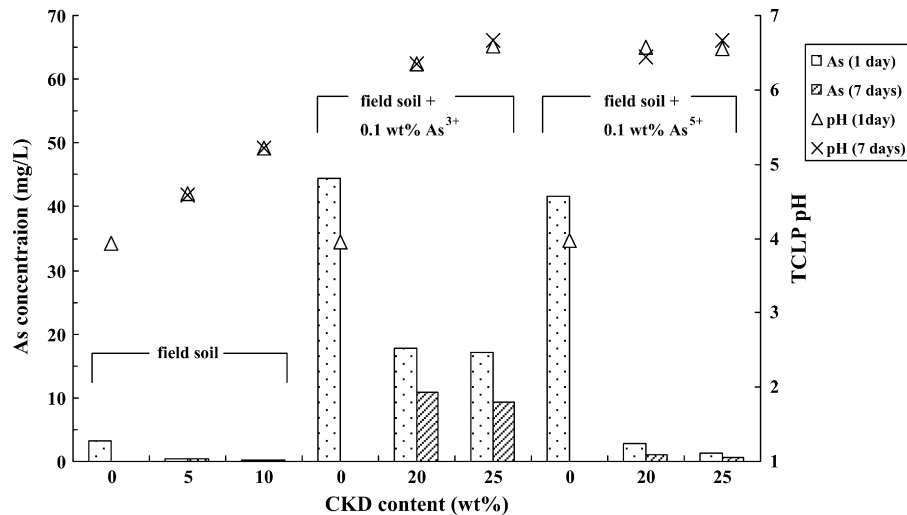 70
60
50
40
30
20
10
0
As concentraion (mg/L)
7
6
5
4
3
2
1
TCLP pH
field soil
field soil +
0.1 wt% As3+
field soil +
0.1 wt% As5+
0 5 10 0 20 25 0 20 25
CKD content (wt%)
As (1 day)
As (7 days)
pH (1day)
pH (7 days)